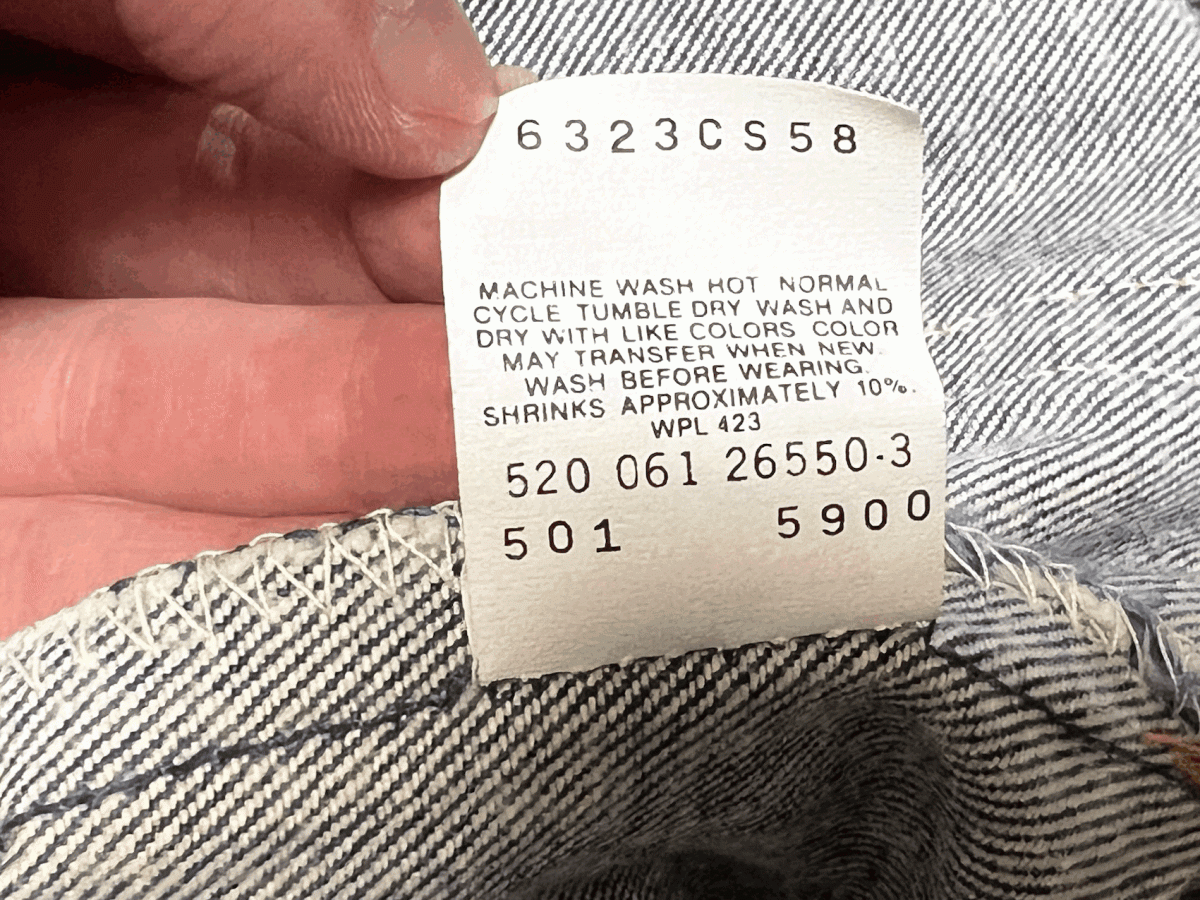 6323CS58
MACHINE WASH HOT NORMAL
CYCLE TUMBLE DRY WASH AND
DRY WITH LIKE COLORS COLOR
MAY TRANSFER WHEN NEW.
WASH BEFORE WEARING.
SHRINKS APPROXIMATELY 10%.
WPL 423
520 061 26550-3
501 5900